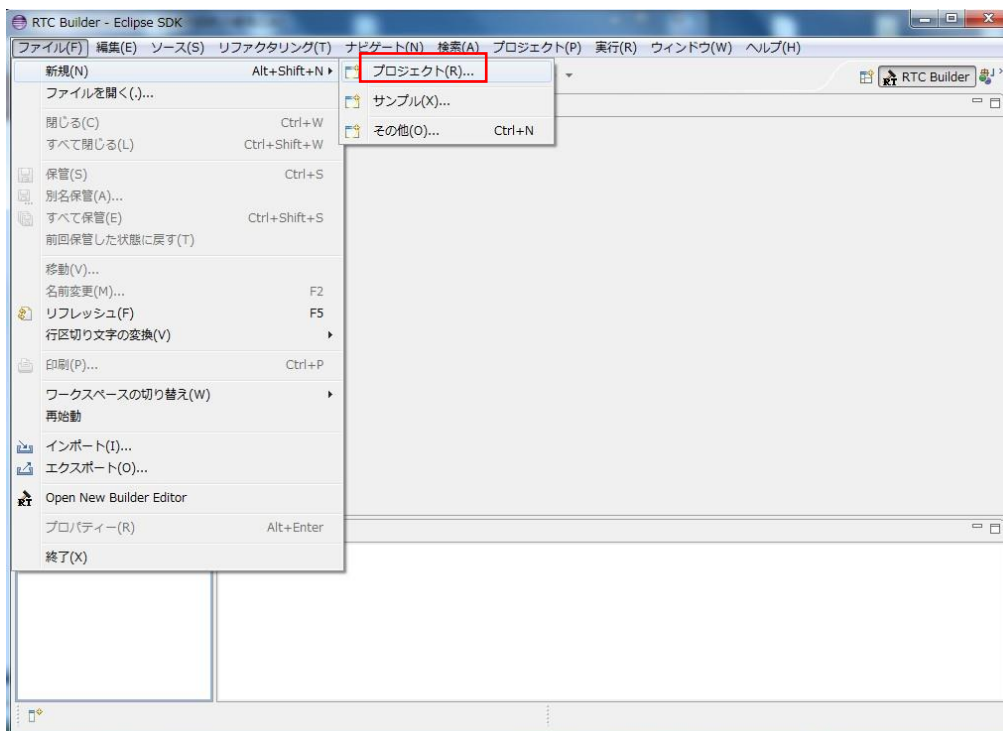 RTC Builder - Eclipse SDK
ファイル(F) 編集(E) ソース(S) リファクタリング(T) ナビゲート(N) 検索(A) プロジェクト(P) 実行(R) ウィンドウ(W) ヘルプ(H)
新規(N) Alt+Shift+N
プロジェクト(R)...
RTC Builder
ファイルを開く(.)...
サンプル(X)...
閉じる(C) Ctrl+W
その他(O)... Ctrl+N
すべて閉じる(L) Ctrl+Shift+W
保管(S) Ctrl+S
別名保管(A)...
すべて保管(E) Ctrl+Shift+S
前回保管した状態に戻す(T)
移動(V)...
名前変更(M)... F2
リフレッシュ(F) F5
行区切り文字の変換(V)
印刷(P)... Ctrl+P
ワークスペースの切り替え(W)
再始動
インポート(I)...
エクスポート(O)...
RT Open New Builder Editor
プロパティー(R) Alt+Enter
終了(X)